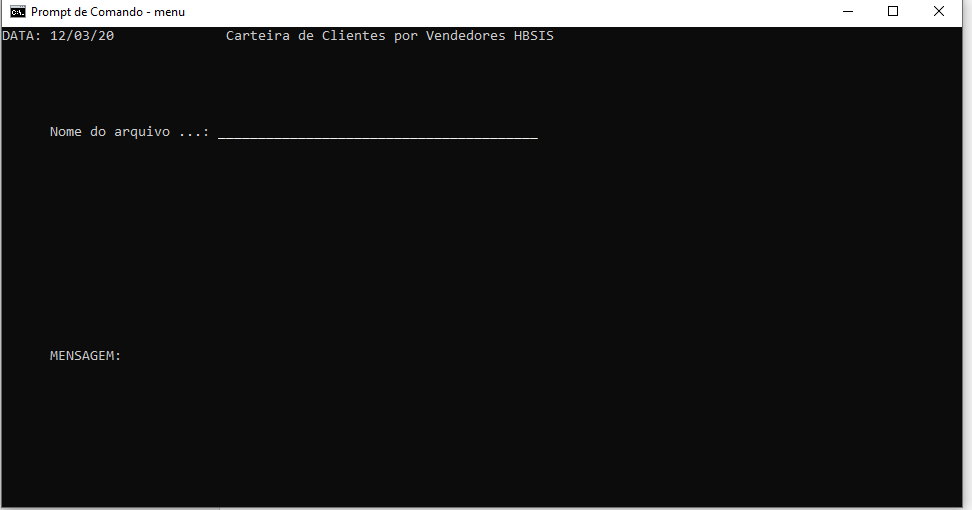 Prompt de Comando - menu
DATA: 12/03/20 Carteira de Clientes por Vendedores HBSIS
Nome do arquivo ...: ________________________________________
MENSAGEM: